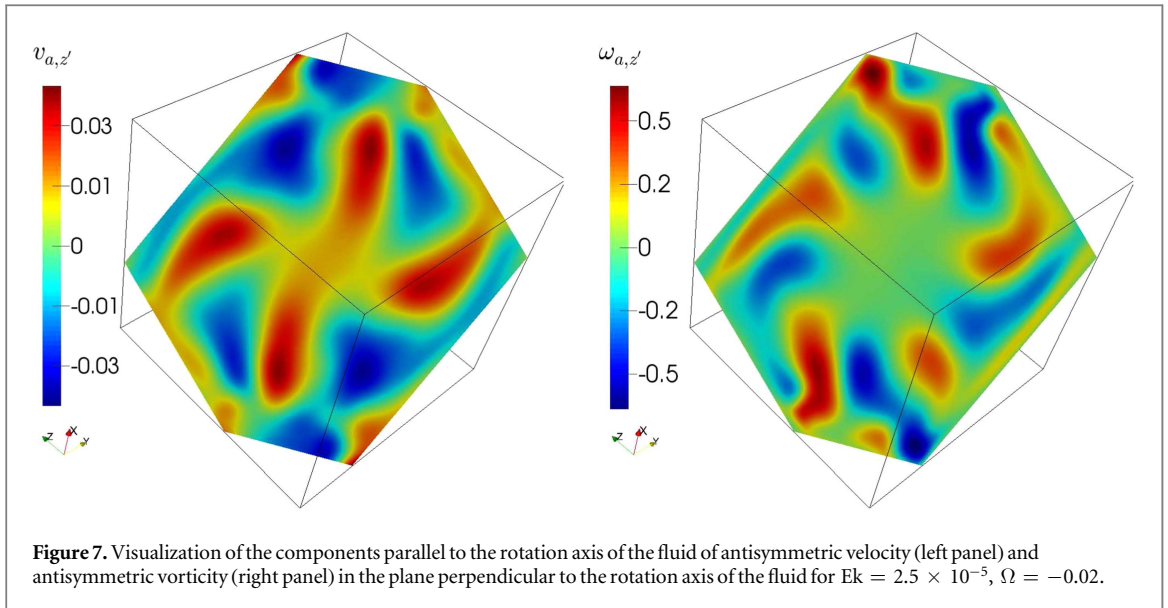 v_{a,z′}
0.03
0.01
0
-0.01
-0.03
Z X Y
ω_{a,z′}
0.5
0.2
0
-0.2
-0.5
Z X Y
Figure 7. Visualization of the components parallel to the rotation axis of the fluid of antisymmetric velocity (left panel) and
antisymmetric vorticity (right panel) in the plane perpendicular to the rotation axis of the fluid for Ek = 2.5 × 10⁻⁵, Ω = −0.02.